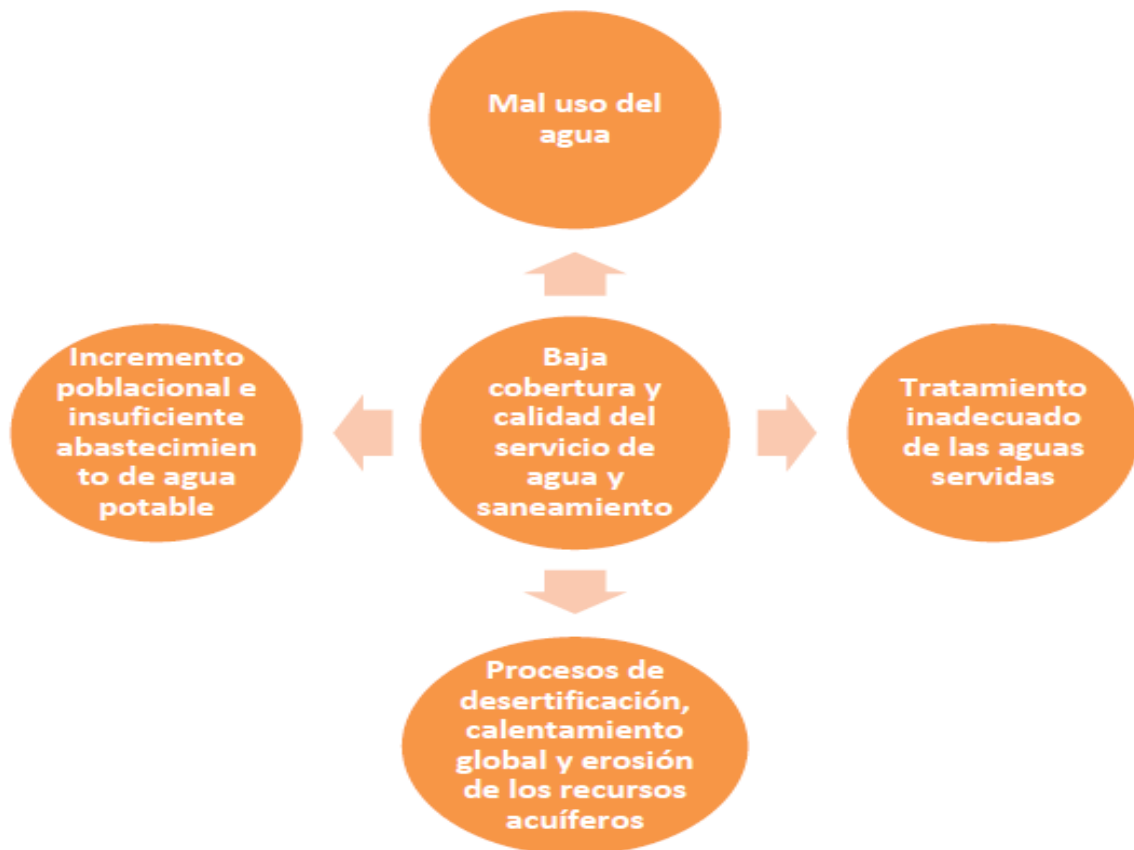 Mal uso del
agua
Incremento
poblacional e
insuficiente
abastecimien
to de agua
potable
Baja
cobertura y
calidad del
servicio de
agua y
saneamiento
Tratamiento
inadecuado
de las aguas
servidas
Procesos de
desertificación,
calentamiento
global y erosión
de los recursos
acuíferos